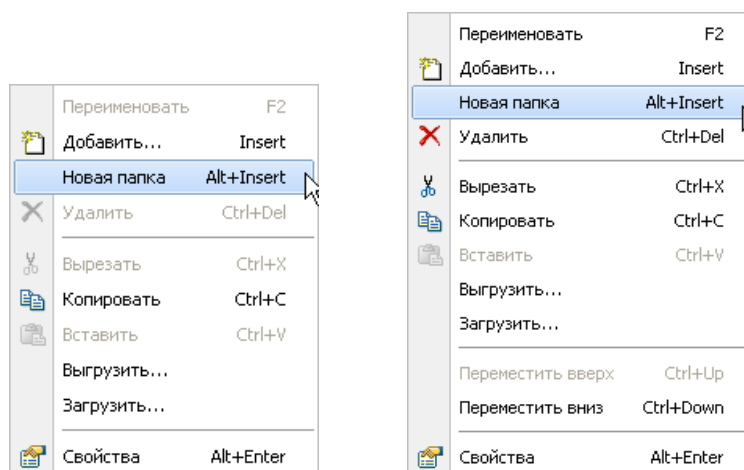 Переименовать F2
Добавить... Insert
Новая папка Alt+Insert
Удалить Ctrl+Del
Вырезать Ctrl+X
Копировать Ctrl+C
Вставить Ctrl+V
Выгрузить...
Загрузить...
Свойства Alt+Enter
Переименовать F2
Добавить... Insert
Новая папка Alt+Insert
Удалить Ctrl+Del
Вырезать Ctrl+X
Копировать Ctrl+C
Вставить Ctrl+V
Выгрузить...
Загрузить...
Переместить вверх Ctrl+Up
Переместить вниз Ctrl+Down
Свойства Alt+Enter